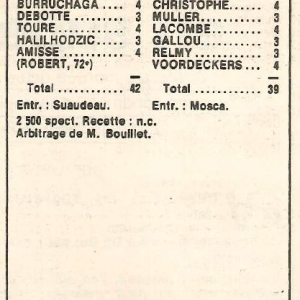 BURRUCHAGA ... 4 CHRISTOPHE.... 4
DEBOTTE ........ 3 MULLER......... 3
TOURE .......... 4 LACOMBE ....... 4
HALILHODZIC... 4 GALLOU......... 3
AMISSE .......... 4 RELMY .......... 3
(ROBERT, 72e) VOORDECKERS ... 4
Total .......... 42 Total .......... 39
Entr. : Suaudeau. Entr. : Mosca.
2 500 spect. Recette : n.c.
Arbitrage de M. Bouillet.